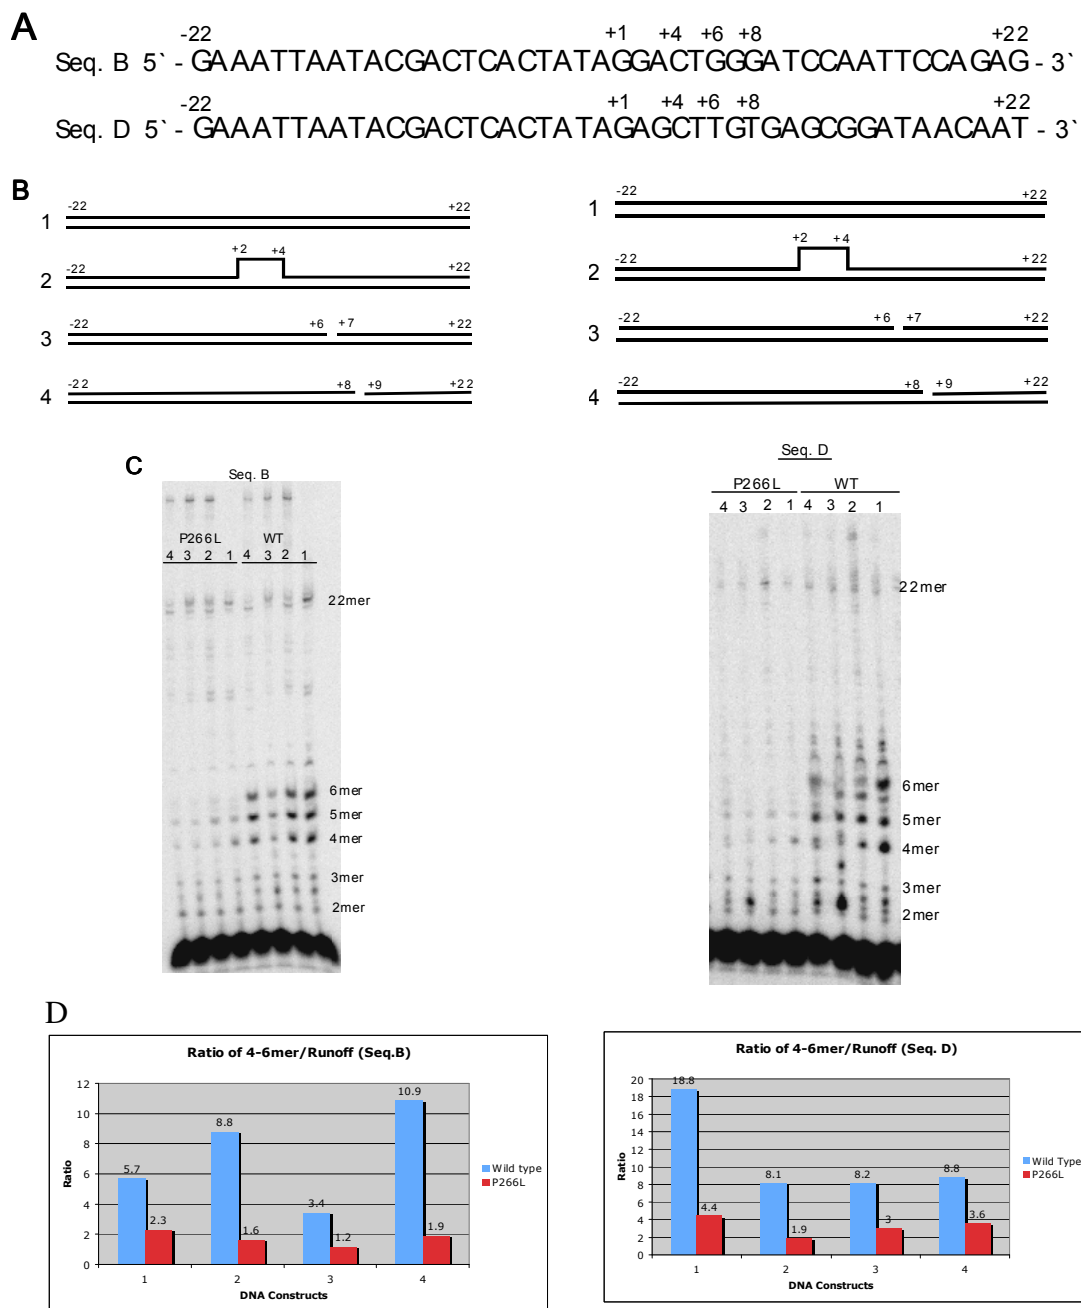 A
-22 +1 +4 +6 +8 +22
Seq. B 5` - GAAATTAATACGACTCACTATAGGACTGGGATCCAATTCCAGAG - 3`
-22 +1 +4 +6 +8 +22
Seq. D 5` - GAAATTAATACGACTCACTATAGAGCTTGTGAGCGGATAACAAT - 3`
B
1 -22 +22
2 -22 +2 +4 +22
3 -22 +6 +7 +22
4 -22 +8 +9 +22
1 -22 +22
2 -22 +2 +4 +22
3 -22 +6 +7 +22
4 -22 +8 +9 +22
C
Seq. B
P266L WT
4 3 2 1 4 3 2 1
22mer
6mer
5mer
4mer
3mer
2mer
Seq. D
P266L WT
4 3 2 1 4 3 2 1
22mer
6mer
5mer
4mer
3mer
2mer
D
Ratio of 4-6mer/Runoff (Seq.B)
Ratio
12
10
8
6
4
2
0
5.7
2.3
8.8
1.6
3.4
1.2
10.9
1.9
1 2 3 4
DNA Constructs
Wild type
P266L
Ratio of 4-6mer/Runoff (Seq. D)
Ratio
20
18
16
14
12
10
8
6
4
2
0
18.8
4.4
8.1
1.9
8.2
3
8.8
3.6
1 2 3 4
DNA Constructs
Wild Type
P266L